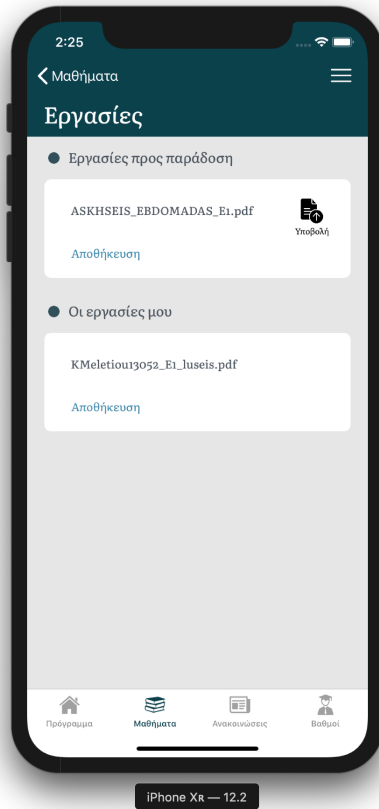 2:25
Μαθήματα
Εργασίες
Εργασίες προς παράδοση
ASKHSEIS_EBDOMADAS_E1.pdf
Υποβολή
Αποθήκευση
Οι εργασίες μου
KMeletiou13052_E1_luseis.pdf
Αποθήκευση
Πρόγραμμα Μαθήματα Ανακοινώσεις Βαθμοί
iPhone XR — 12.2